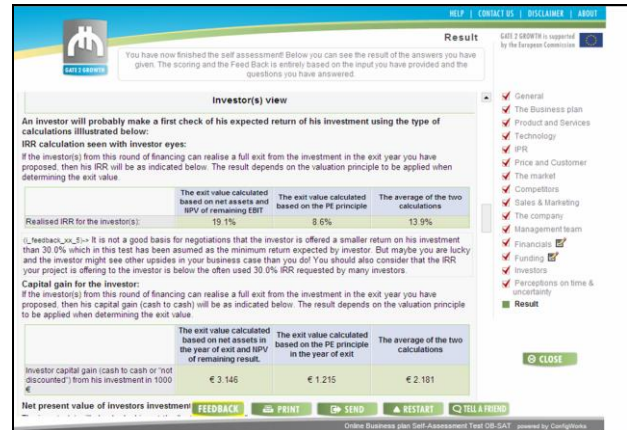 HELP | CONTACT US | DISCLAIMER | ABOUT
GATE 2 GROWTH
Result
You have now finished the self assessment! Below you can see the result of the answers you have
given. The scoring and the Feed Back is entirely based on the input you have provided and the
questions you have answered.
GATE 2 GROWTH is supported
by the European Commission
Investor(s) view
An investor will probably make a first check of his expected return of his investment using the type of
calculations illlustrated below:
IRR calculation seen with investor eyes:
If the investor(s) from this round of financing can realise a full exit from the investment in the exit year you have
proposed, then his IRR will be as indicated below. The result depends on the valuation principle to be applied when
determining the exit value.
The exit value calculated
based on net assets and
NPV of remaining EBIT
The exit value calculated
based on the PE principle
The average of the two
calculations
Realised IRR for the investor(s):
19.1%
8.6%
13.9%
((_feedback_xx_5)-> It is not a good basis for negotiations that the investor is offered a smaller return on his investment
than 30.0% which in this test has been asumed as the minimum return expected by investor. But maybe you are lucky
and the investor might see other upsides in your business case than you do! You should also consider that the IRR
your project is offering to the investor is below the often used 30.0% IRR requested by many investors.
Capital gain for the investor:
If the investor(s) from this round of financing can realise a full exit from the investment in the exit year you have
proposed, then his capital gain (cash to cash) will be as indicated below. The result depends on the valuation principle
to be applied when determining the exit value.
The exit value calculated
based on net assets in
the year of exit and NPV
of remaining result.
The exit value calculated
based on the PE principle
in the year of exit
The average of the two
calculations
Investor capital gain (cash to cash or 'not
discounted') from his investment in 1000
€
€ 3.146
€ 1.215
€ 2.181
Net present value of investors investment
General
The Business plan
Product and Services
Technology
IPR
Price and Customer
The market
Competitors
Sales & Marketing
The company
Management team
Financials
Funding
Investors
Perceptions on time &
uncertainty
Result
CLOSE
FEEDBACK
PRINT
SEND
RESTART
TELL A FRIEND
Online Business plan Self-Assessment Test OB-SAT powered by ConfigWorks